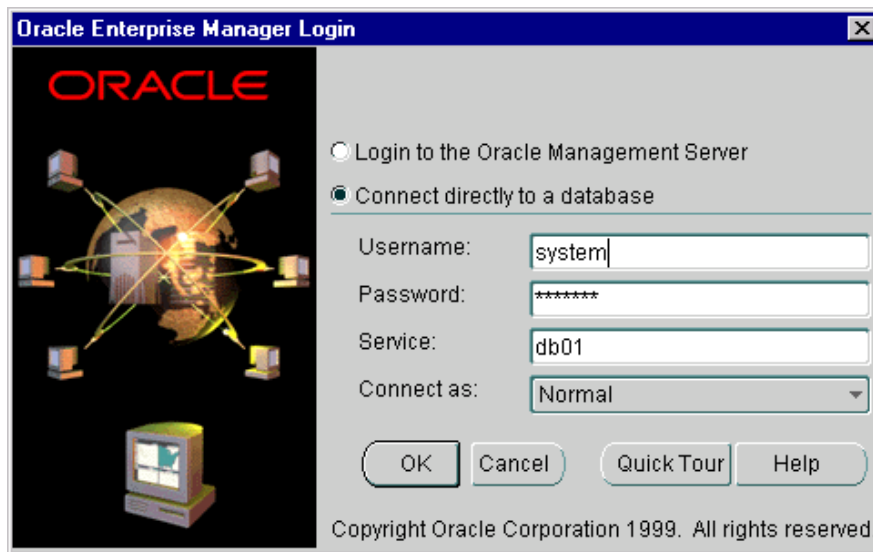 Oracle Enterprise Manager Login
ORACLE
Login to the Oracle Management Server
Connect directly to a database
Username: system
Password: *******
Service: db01
Connect as: Normal
OK Cancel Quick Tour Help
Copyright Oracle Corporation 1999. All rights reserved